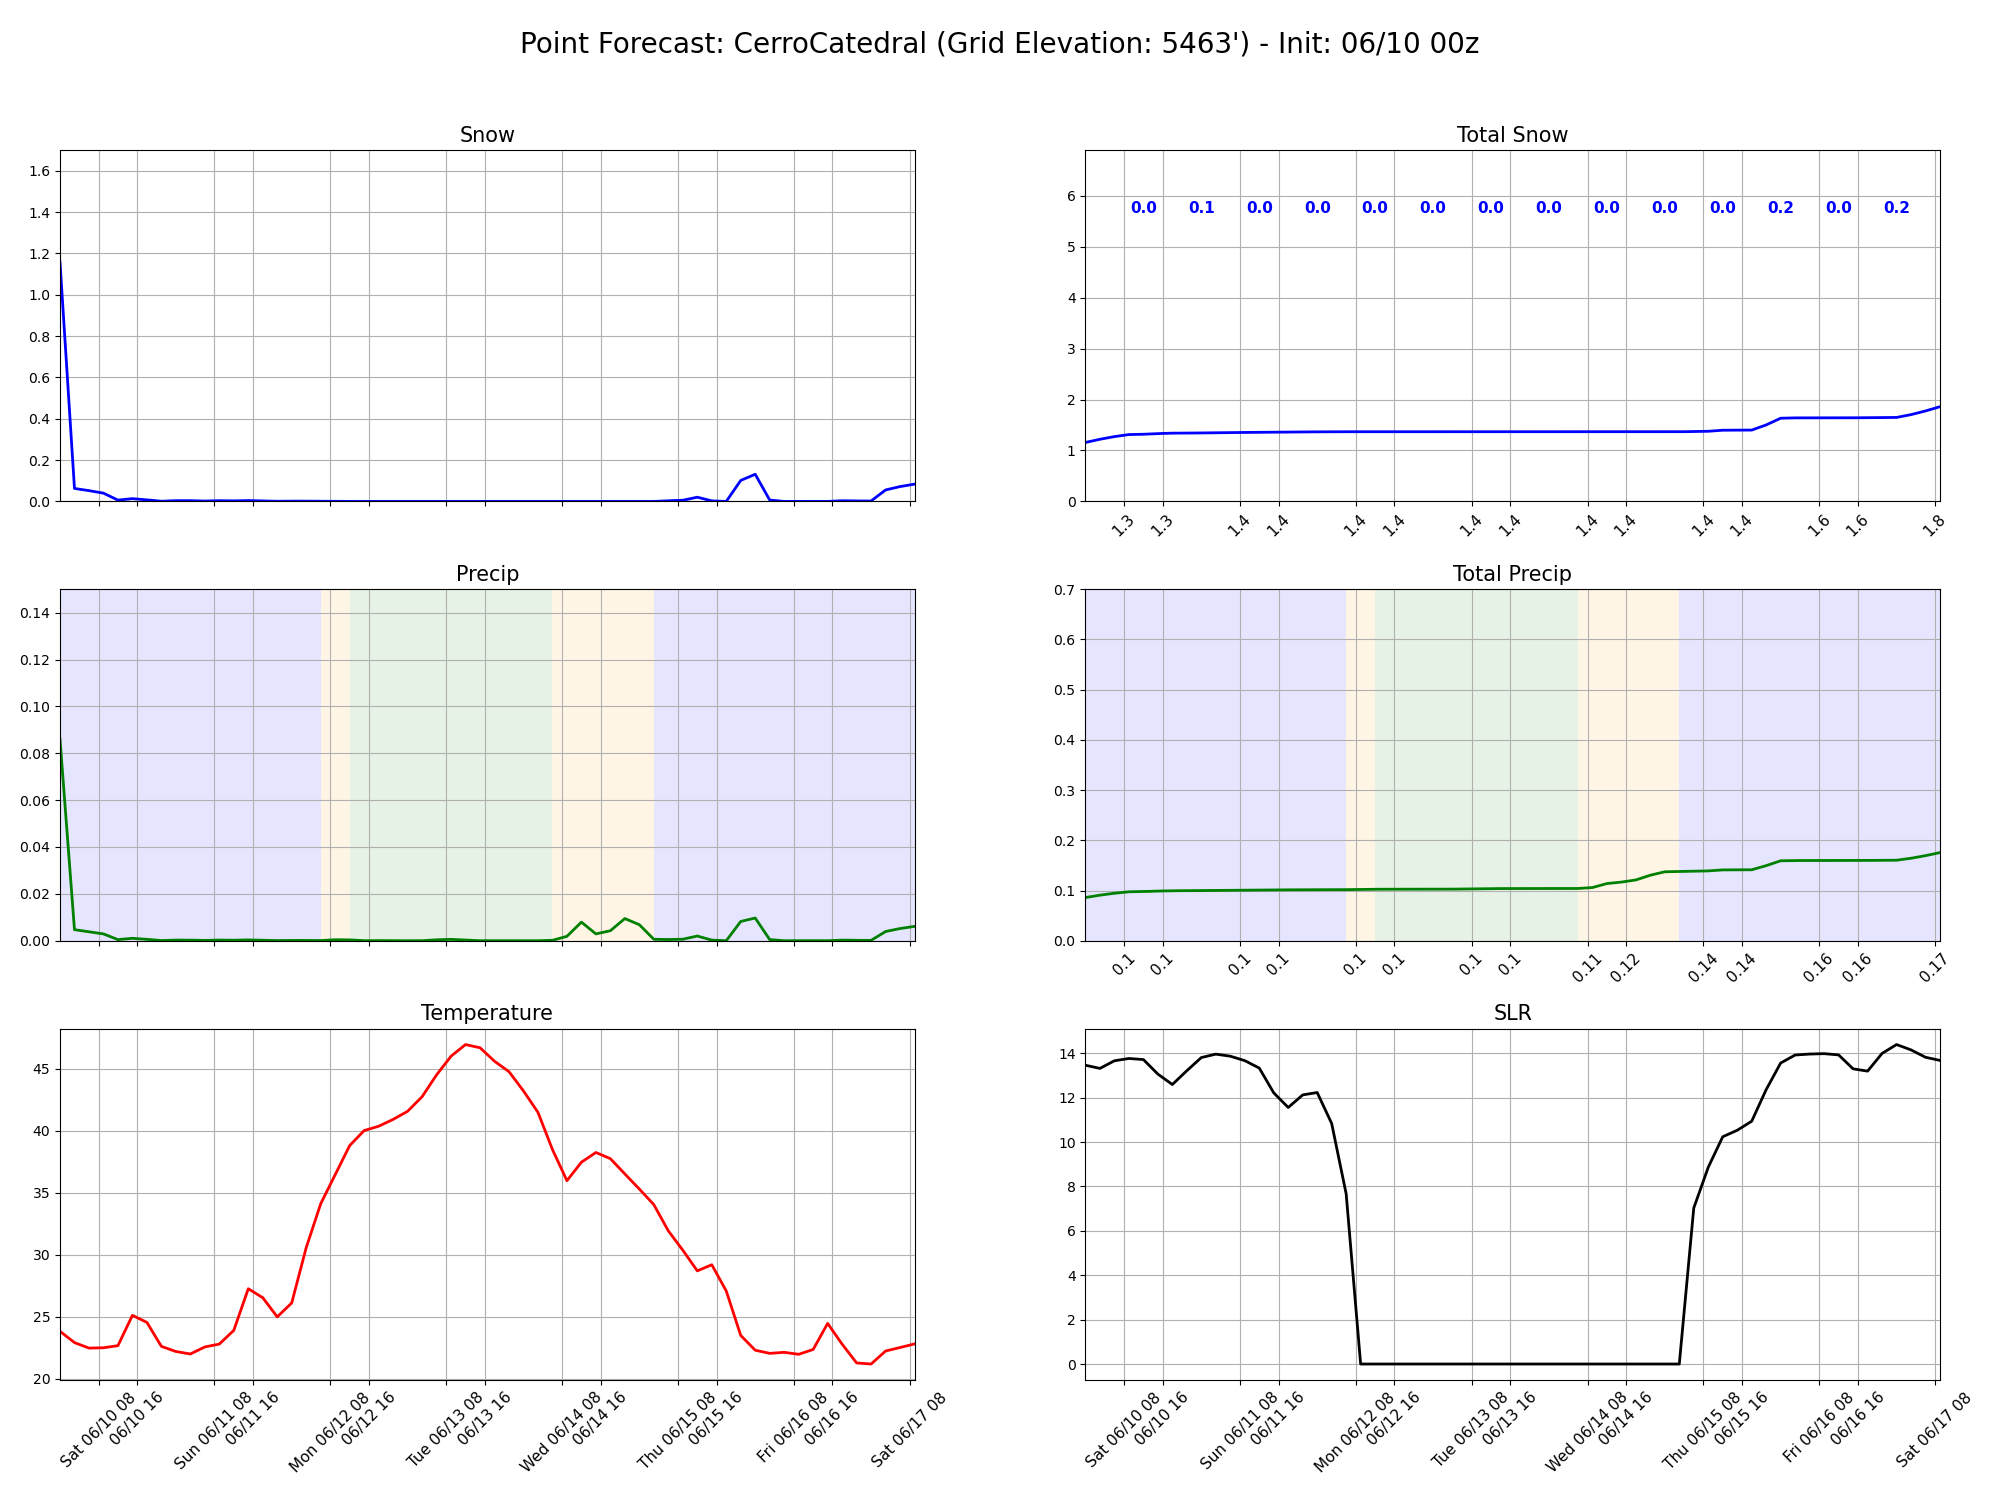 Point Forecast: CerroCatedral (Grid Elevation: 5463') - Init: 06/10 00z
Snow
1.6
1.4
1.2
1.0
0.8
0.6
0.4
0.2
0.0
Total Snow
6
5
4
3
2
1
0
0.0 0.1 0.0 0.0 0.0 0.0 0.0 0.0 0.0 0.0 0.0 0.2 0.0 0.2
1.3 1.3 1.4 1.4 1.4 1.4 1.4 1.4 1.4 1.4 1.4 1.4 1.6 1.6 1.8
Precip
0.14
0.12
0.10
0.08
0.06
0.04
0.02
0.00
Total Precip
0.7
0.6
0.5
0.4
0.3
0.2
0.1
0.0
0.1 0.1 0.1 0.1 0.1 0.1 0.1 0.1 0.11 0.12 0.14 0.14 0.16 0.16 0.17
Temperature
45
40
35
30
25
20
Sat 06/10 08
06/10 16
Sun 06/11 08
06/11 16
Mon 06/12 08
06/12 16
Tue 06/13 08
06/13 16
Wed 06/14 08
06/14 16
Thu 06/15 08
06/15 16
Fri 06/16 08
06/16 16
Sat 06/17 08
SLR
14
12
10
8
6
4
2
0
Sat 06/10 08
06/10 16
Sun 06/11 08
06/11 16
Mon 06/12 08
06/12 16
Tue 06/13 08
06/13 16
Wed 06/14 08
06/14 16
Thu 06/15 08
06/15 16
Fri 06/16 08
06/16 16
Sat 06/17 08